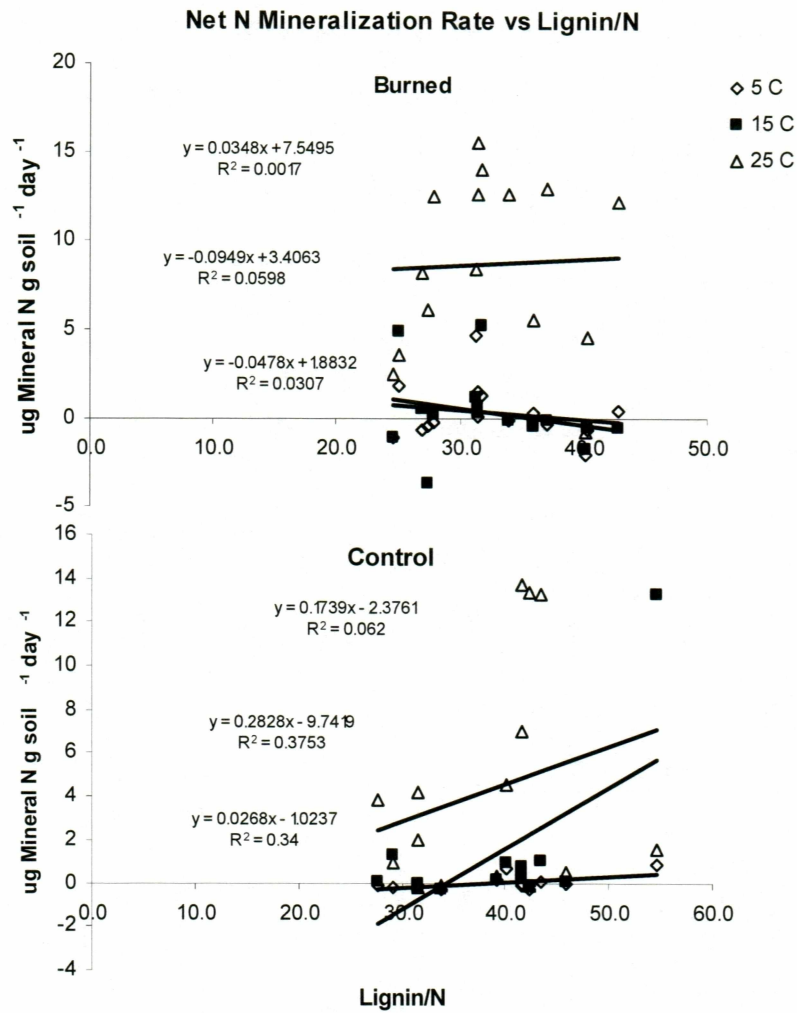 Net N Mineralization Rate vs Lignin/N
Burned
5 C
15 C
25 C
y = 0.0348x + 7.5495
R² = 0.0017
y = -0.0949x + 3.4063
R² = 0.0598
y = -0.0478x + 1.8832
R² = 0.0307
ug Mineral N g soil ⁻¹ day ⁻¹
20
15
10
5
0
-5
0.0 10.0 20.0 30.0 40.0 50.0
Control
y = 0.1739x - 2.3761
R² = 0.062
y = 0.2828x - 9.7419
R² = 0.3753
y = 0.0268x - 1.0237
R² = 0.34
ug Mineral N g soil ⁻¹ day ⁻¹
16
14
12
10
8
6
4
2
0
-2
-4
0.0 10.0 20.0 30.0 40.0 50.0 60.0
Lignin/N